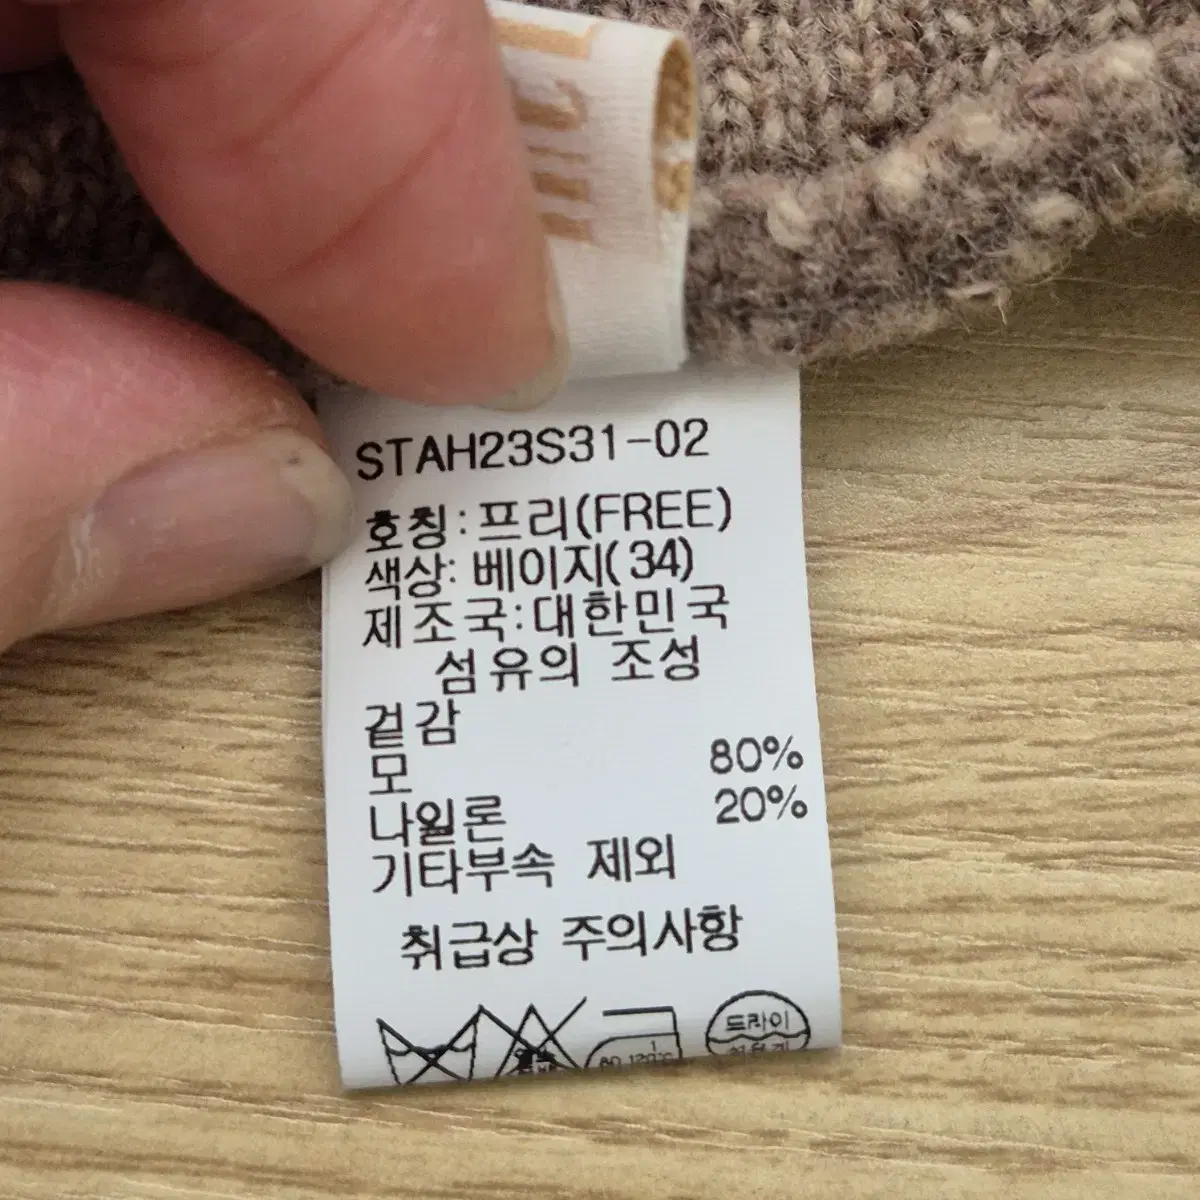 STAH23S31-02
호칭:프리(FREE)
색상:베이지(34)
제조국:대한민국
섬유의 조성
겉감
모 80%
나일론 20%
기타부속 제외
취급상 주의사항
드라이